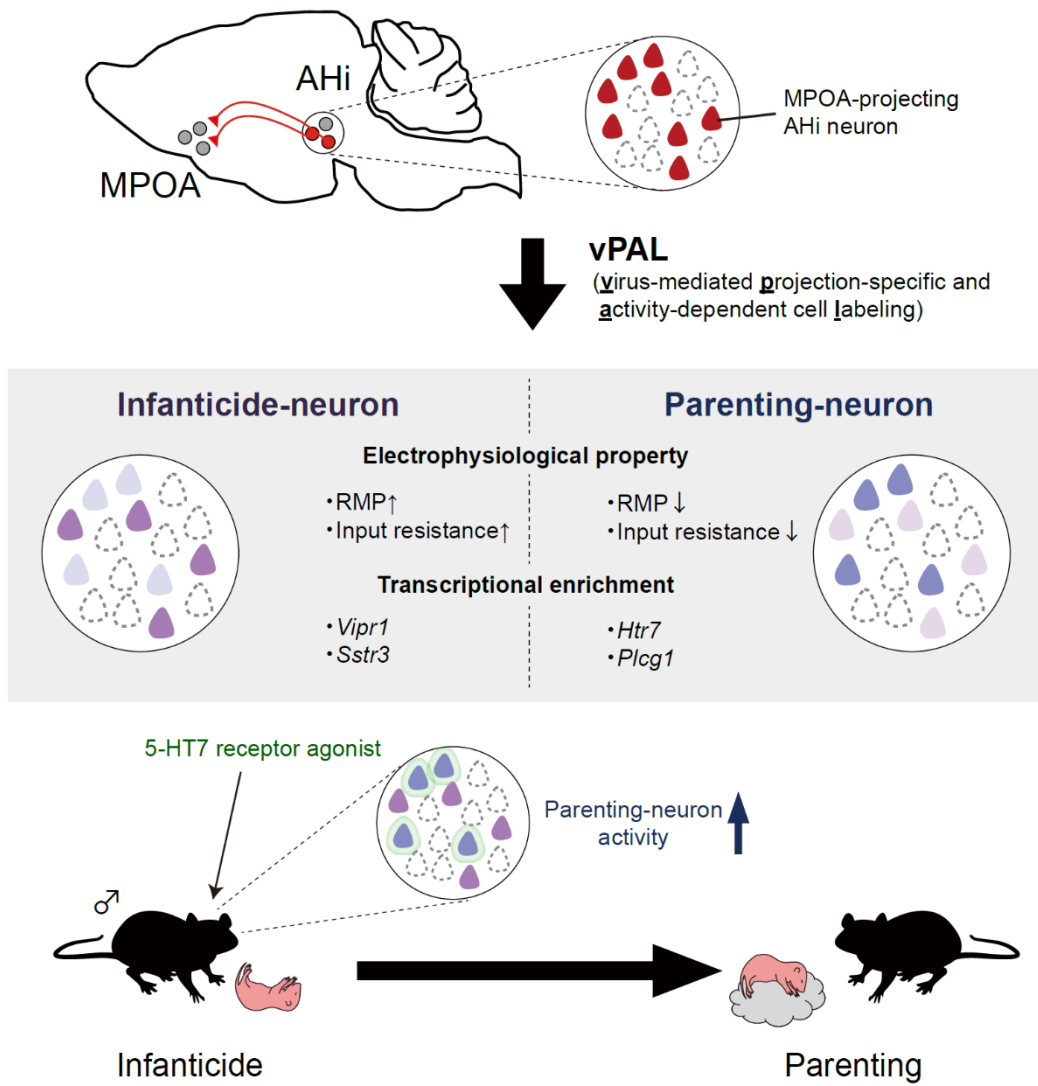 AHi
MPOA
MPOA-projecting
AHi neuron
vPAL
(virus-mediated projection-specific and
activity-dependent cell labeling)
Infanticide-neuron
Parenting-neuron
Electrophysiological property
・RMP↑
・Input resistance↑
・RMP↓
・Input resistance↓
Transcriptional enrichment
・Vipr1
・Sstr3
・Htr7
・Plcg1
5-HT7 receptor agonist
Parenting-neuron
activity
♂
Infanticide
Parenting